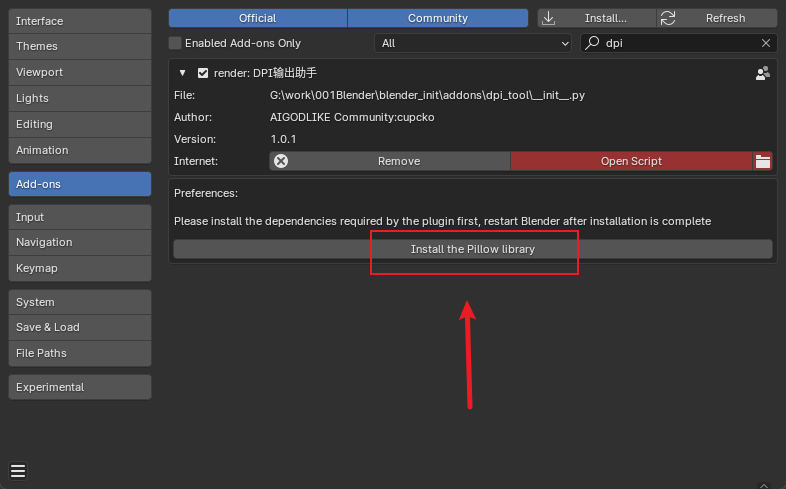 Interface
Themes
Viewport
Lights
Editing
Animation
Add-ons
Input
Navigation
Keymap
System
Save & Load
File Paths
Experimental
Official Community Install... Refresh
Enabled Add-ons Only All dpi
render: DPI输出助手
File: G:\work\001Blender\blender_init\addons\dpi_tool\__init__.py
Author: AIGODLIKE Community:cupcko
Version: 1.0.1
Internet: Remove Open Script
Preferences:
Please install the dependencies required by the plugin first, restart Blender after installation is complete
Install the Pillow library